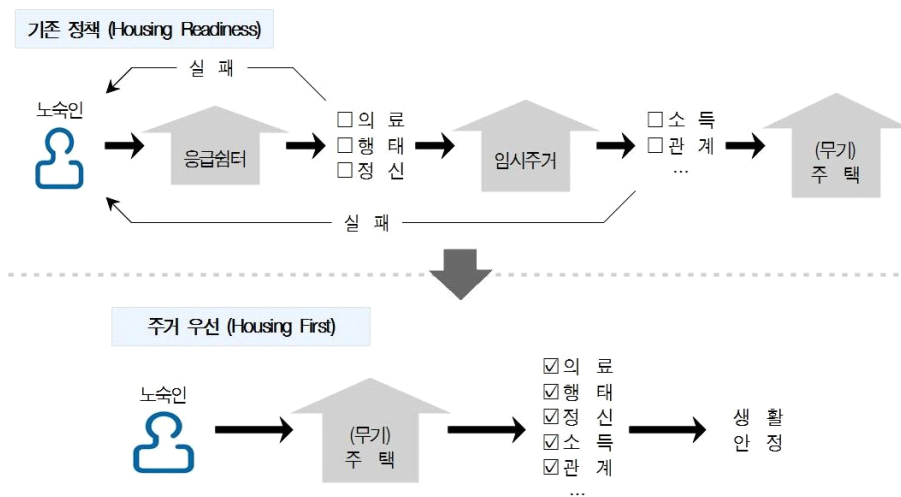 기존 정책 (Housing Readiness)
실 패
노숙인
응급쉼터
☐ 의 료
☐ 행 태
☐ 정 신
임시주거
☐ 소 득
☐ 관 계
...
(무기)
주 택
실 패
주거 우선 (Housing First)
노숙인
(무기)
주 택
☑ 의 료
☑ 행 태
☑ 정 신
☑ 소 득
☑ 관 계
...
생 활
안 정